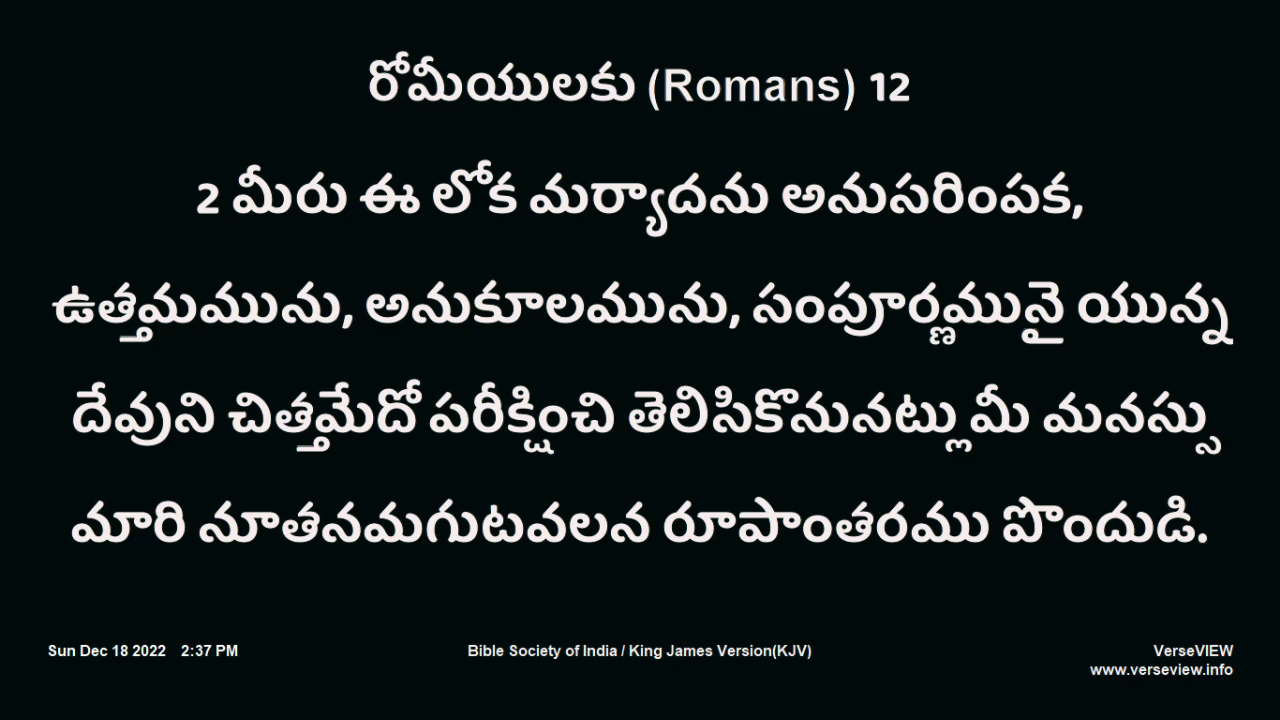 రోమీయులకు (Romans) 12
2 మీరు ఈ లోక మర్యాదను అనుసరింపక,
ఉత్తమమును, అనుకూలమును, సంపూర్ణమునై యున్న
దేవుని చిత్తమేదో పరీక్షించి తెలిసికొనునట్లు మీ మనస్సు
మారి నూతనమగుటవలన రూపాంతరము పొందుడి.
Sun Dec 18 2022 2:37 PM
Bible Society of India / King James Version(KJV)
VerseVIEW
www.verseview.info